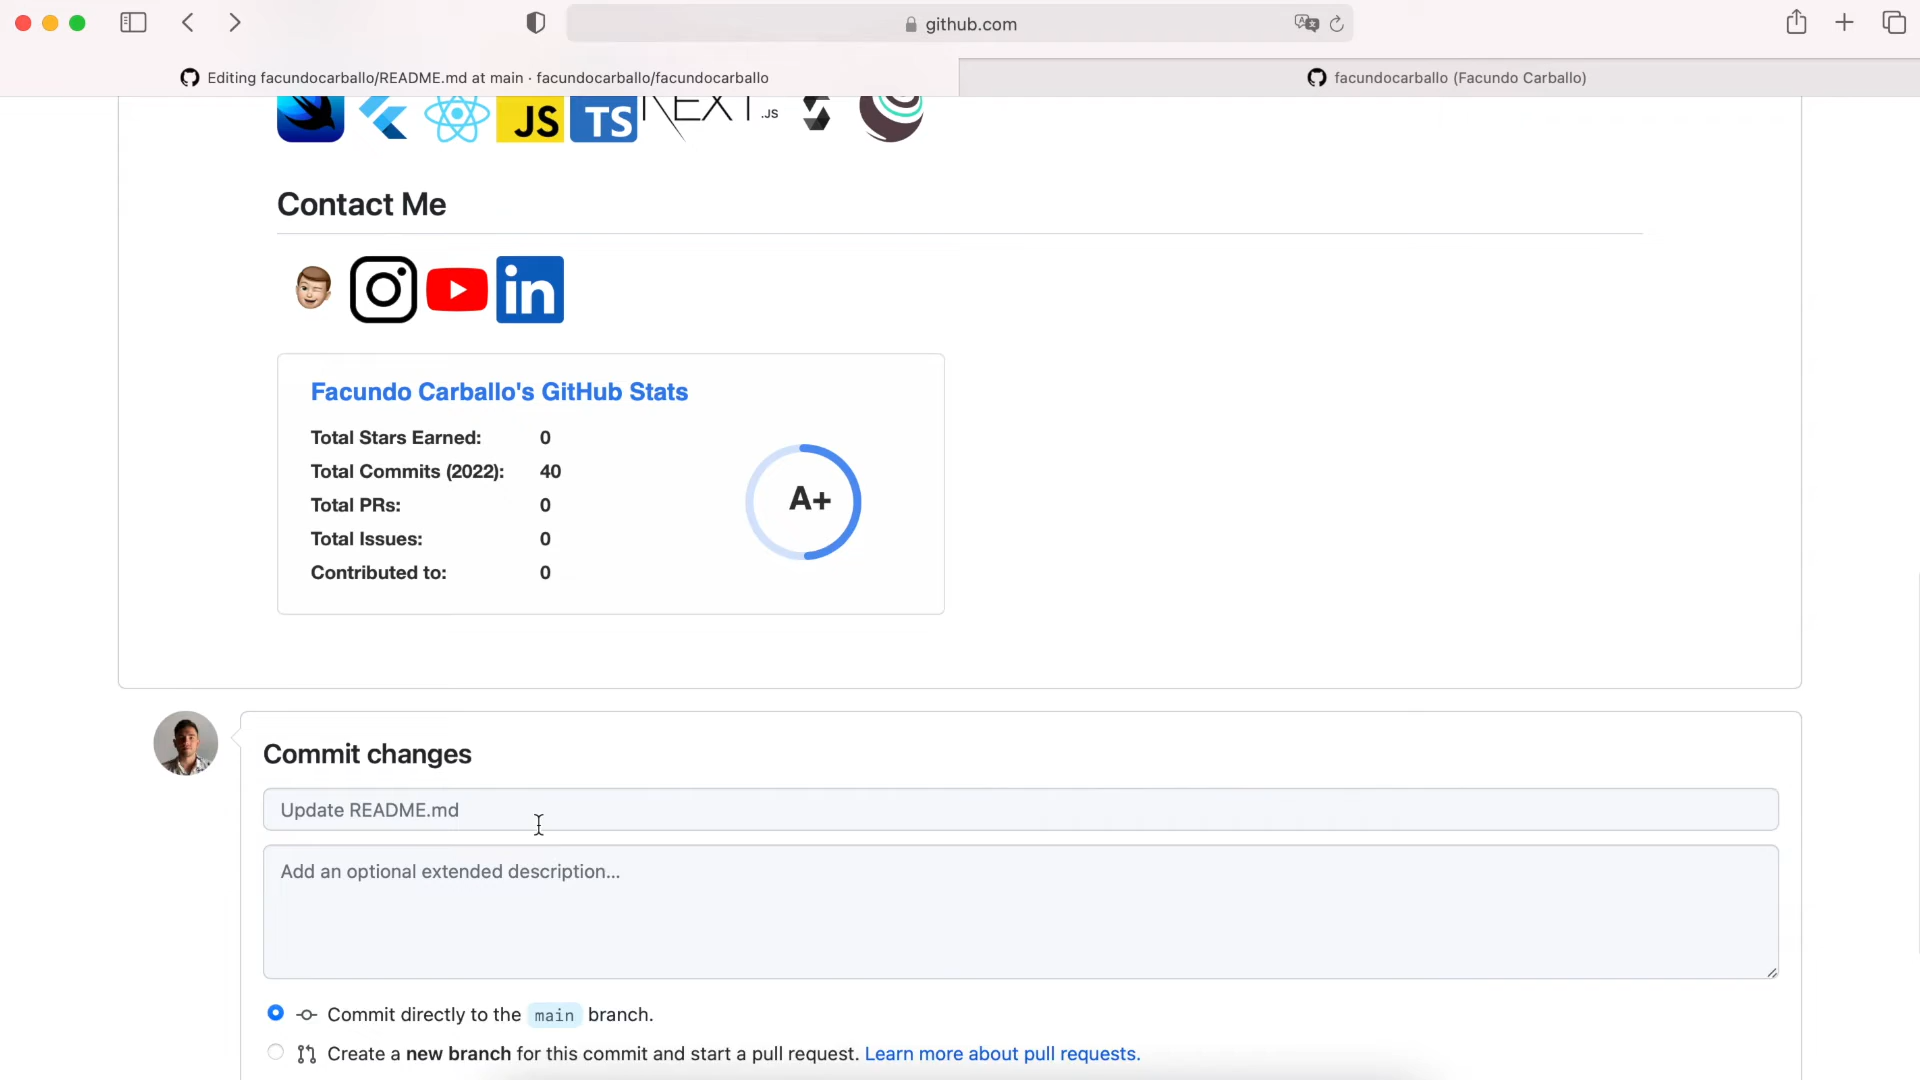 github.com
Editing facundocarballo/README.md at main · facundocarballo/facundocarballo
facundocarballo (Facundo Carballo)
JS
TS
NEXT.JS
Contact Me
in
Facundo Carballo's GitHub Stats
Total Stars Earned: 0
Total Commits (2022): 40
Total PRs: 0
Total Issues: 0
Contributed to: 0
A+
Commit changes
Update README.md
Add an optional extended description...
Commit directly to the main branch.
Create a new branch for this commit and start a pull request. Learn more about pull requests.